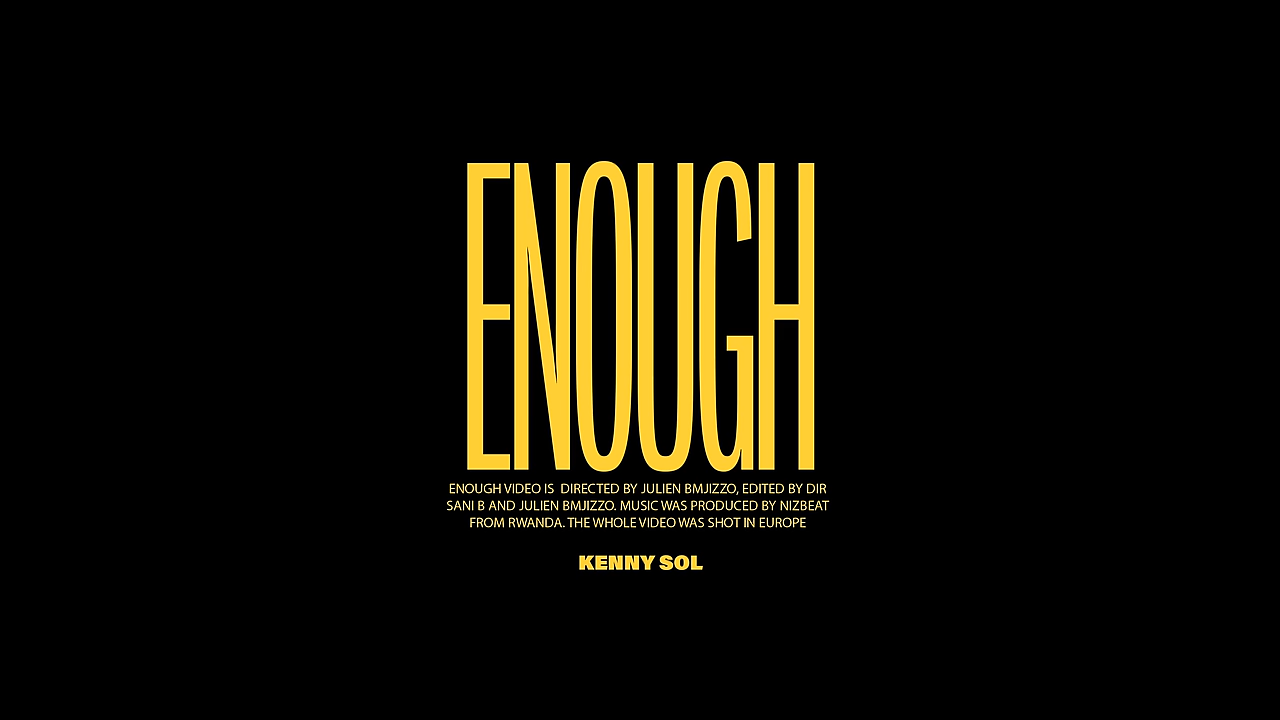 ENOUGH
ENOUGH VIDEO IS  DIRECTED BY JULIEN BMJIZZO, EDITED BY DIR
SANI B AND JULIEN BMJIZZO. MUSIC WAS PRODUCED BY NIZBEAT
FROM RWANDA. THE WHOLE VIDEO WAS SHOT IN EUROPE
KENNY SOL